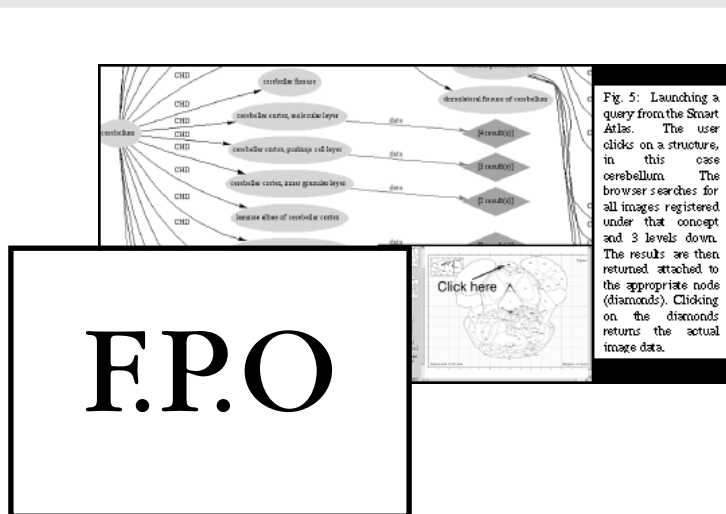 CHD
cerebellar fissure
CHD
cerebellar cortex, molecular layer
data
[4 result(s)]
dorsolateral fissure of cerebellum
CHD
cerebellum
CHD
CHD
cerebellar cortex, purkinje cell layer
data
[3 result(s)]
CHD
cerebellar cortex, inner granular layer
data
[2 result(s)]
CHD
laminae albae of cerebellar cortex
CHD
data
Click here
Fig. 5: Launching a
query from the Smart
Atlas. The user
clicks on a structure,
in this case
cerebellum. The
browser searches for
all images registered
under that concept
and 3 levels down.
The results are then
returned attached to
the appropriate node
(diamonds). Clicking
on the diamonds
returns the actual
image data.
F.P.O